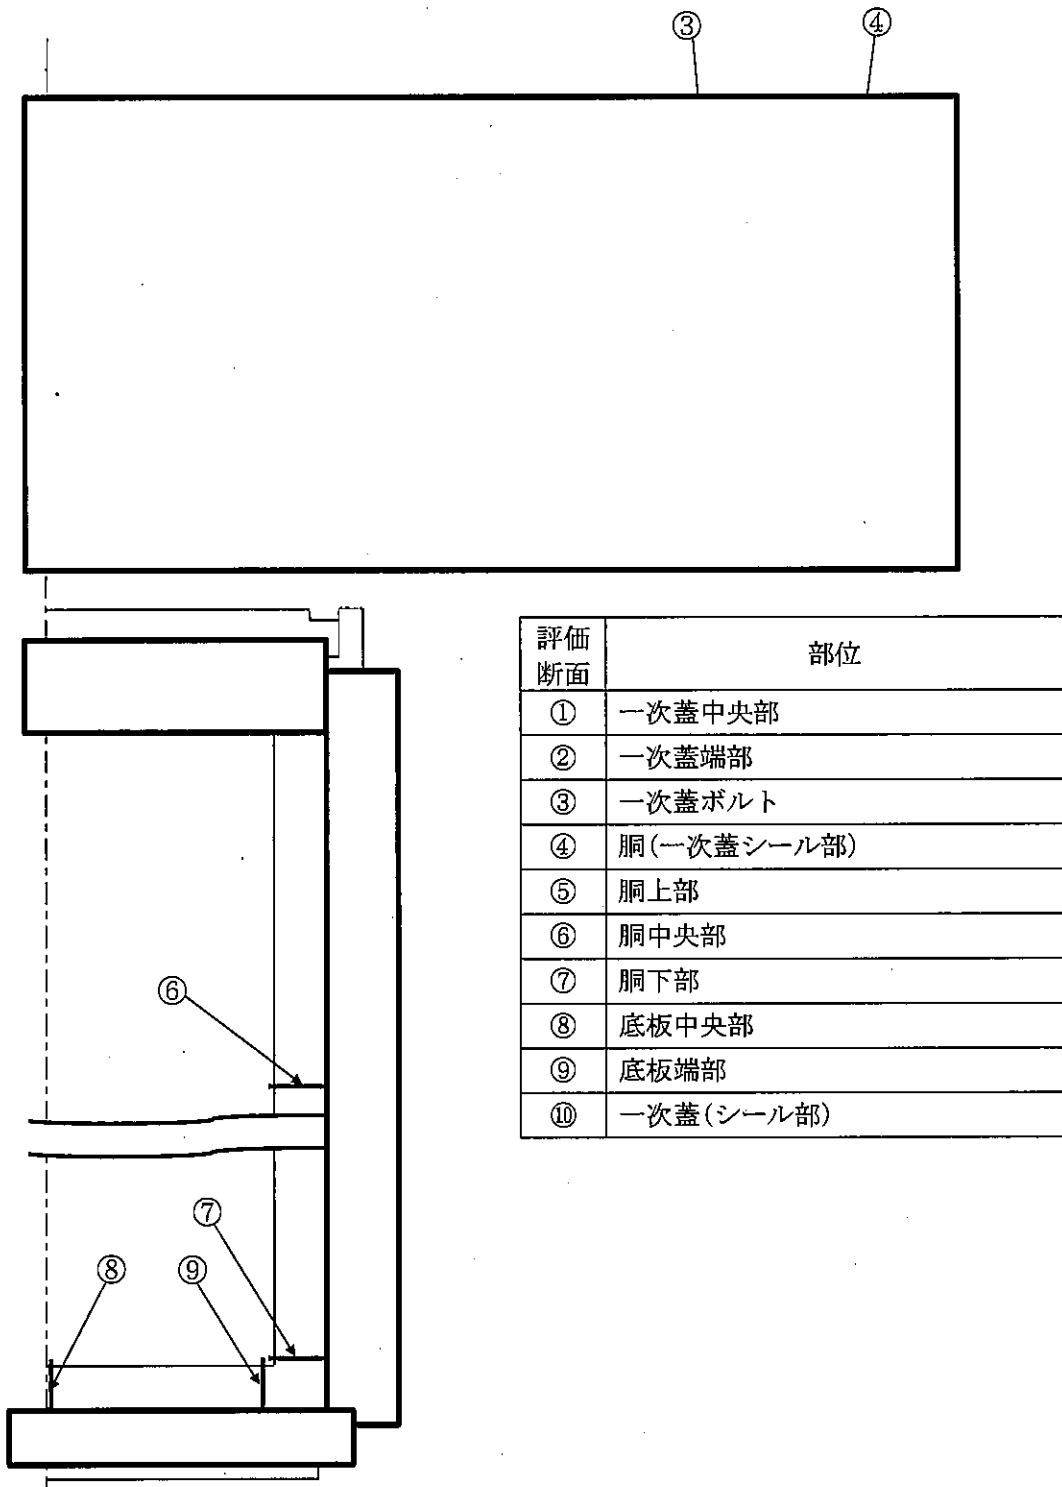 ③ ④
評価
断面 部位
① 一次蓋中央部
② 一次蓋端部
③ 一次蓋ボルト
④ 胴(一次蓋シール部)
⑤ 胴上部
⑥ 胴中央部
⑦ 胴下部
⑧ 底板中央部
⑨ 底板端部
⑩ 一次蓋(シール部)
⑥
⑦
⑧ ⑨